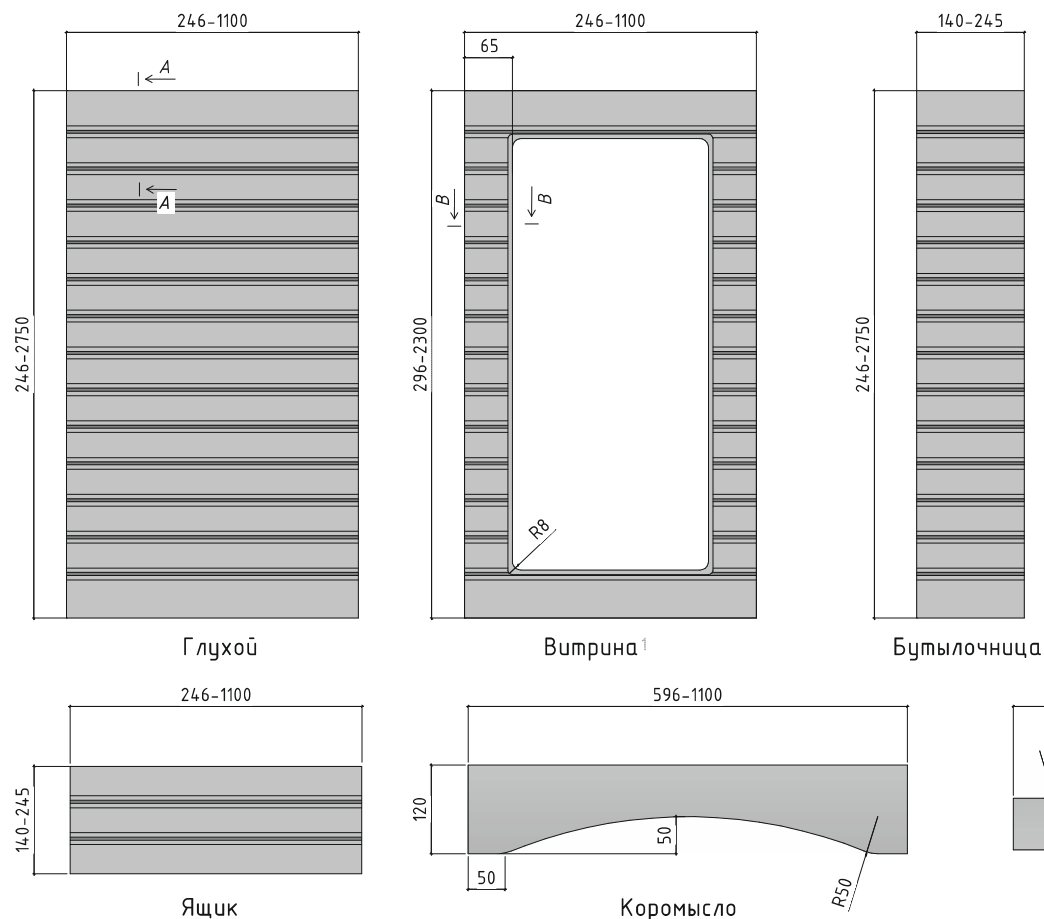 246-1100
246-1100
140-245
65
A
A
B
B
246-2750
296-2300
246-2750
R8
Глухой
Витрина¹
Бутылочница
246-1100
596-1100
140-245
120
50
50
R50
Ящик
Коромысло